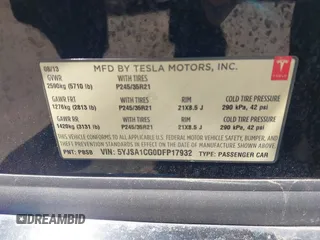 08/13 MFD BY TESLA MOTORS, INC.
GVWR WITH TIRES
2590kg (5710 lb) P245/35R21
GAWR FRT WITH TIRES RIM COLD TIRE PRESSURE
1276kg (2813 lb) P245/35R21 21X8.5 J 290 kPa, 42 psi
GAWR RR WITH TIRES RIM COLD TIRE PRESSURE
1420kg (3131 lb) P245/35R21 21X8.5 J 290 kPa, 42 psi
THIS VEHICLE CONFORMS TO ALL APPLICABLE FEDERAL MOTOR VEHICLE
SAFETY, BUMPER, AND THEFT PREVENTION STANDARDS
IN EFFECT ON THE DATE OF MANUFACTURE SHOWN ABOVE.
PNT: PBSB VIN: 5YJSA1CG0DFP17932 TYPE: PASSENGER CAR
TESLA